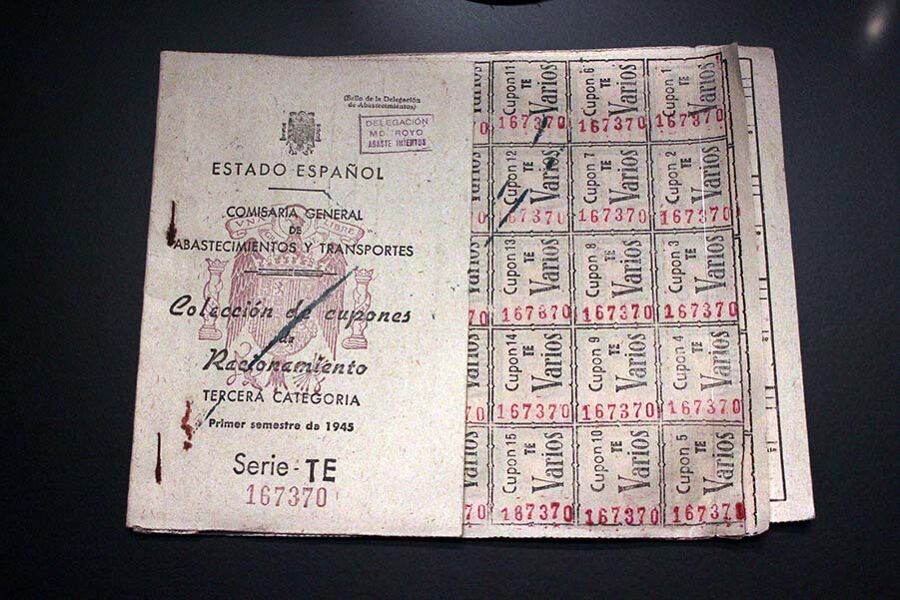 (Sello de la Delegación
de Abastecimientos)
DELEGACIÓN
ABASTE IMIENTOS
ESTADO ESPAÑOL
COMISARIA GENERAL
DE
ABASTECIMIENTOS Y TRANSPORTES
UNA
LIBRE
Colección de cupones
de
Racionamiento
TERCERA CATEGORIA
Primer semestre de 1945
Serie-TE
167370
Cupon 11
TE
Varios
167370
Cupon 6
TE
Varios
167370
Cupon 1
TE
Varios
167370
Cupon 12
TE
Varios
167370
Cupon 7
TE
Varios
167370
Cupon 2
TE
Varios
167370
Cupon 13
TE
Varios
167370
Cupon 8
TE
Varios
167370
Cupon 3
TE
Varios
167370
Cupon 14
TE
Varios
167370
Cupon 9
TE
Varios
167370
Cupon 4
TE
Varios
167370
Cupon 15
TE
Varios
167370
Cupon 10
TE
Varios
167370
Cupon 5
TE
Varios
167370